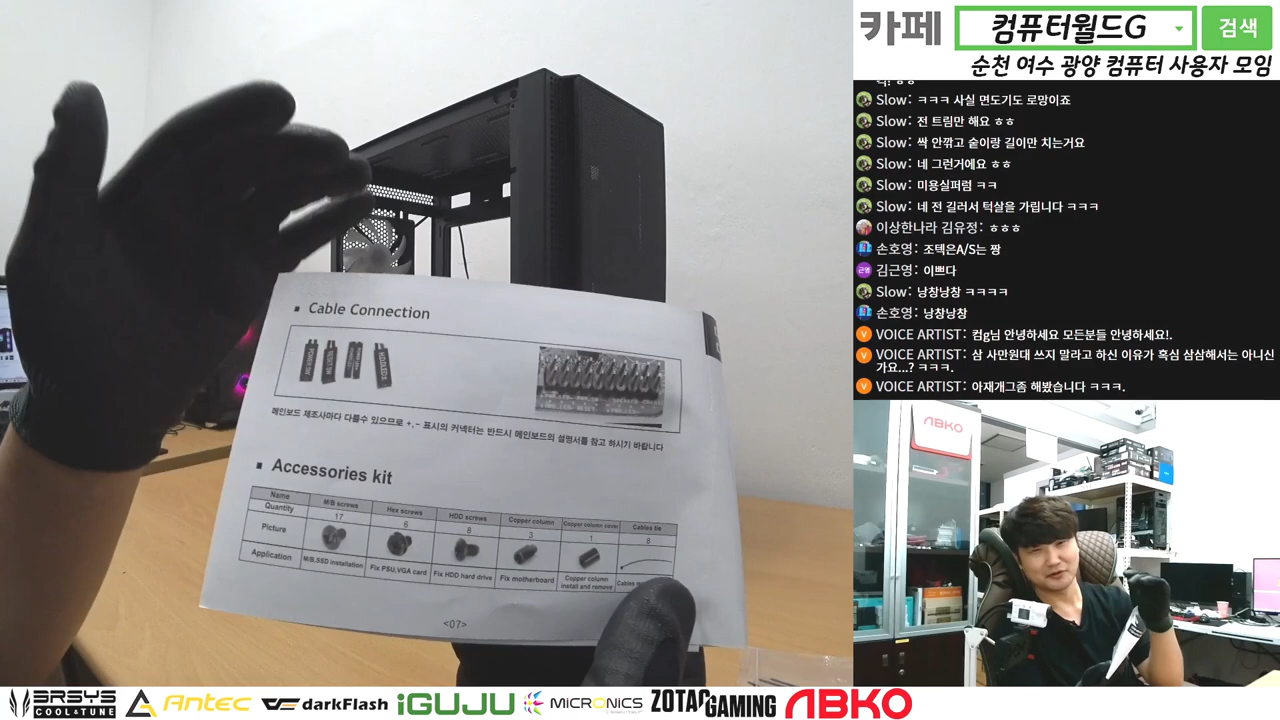 카페
컴퓨터월드G
검색
순천 여수 광양 컴퓨터 사용자 모임
Slow: ㅋㅋㅋ 사실 면도기도 로망이죠
Slow: 전 트림만 해요 ㅎㅎ
Slow: 싹 안깎고 숱이랑 길이만 치는거요
Slow: 네 그런거에요 ㅎㅎ
Slow: 미용실퍼럼 ㅋㅋ
Slow: 네 전 길러서 턱살을 가립니다 ㅋㅋㅋ
이상한나라 김유정: ㅎㅎㅎ
손호영: 조텍은A/S는 짱
근영 김근영: 이쁘다
Slow: 낭창낭창 ㅋㅋㅋㅋ
손호영: 낭창낭창
V VOICE ARTIST: 컴g님 안녕하세요 모든분들 안녕하세요!.
V VOICE ARTIST: 삼 사만원대 쓰지 말라고 하신 이유가 흑심 삼삼해서는 아니신
가요...? ㅋㅋㅋ.
V VOICE ARTIST: 아재개그좀 해봤습니다 ㅋㅋㅋ.
Cable Connection
POWER SW
RESET SW
H.D.D.LED±
메인보드 제조사마다 다를수 있으므로 +.- 표시의 커넥터는 반드시 메인보드의 설명서를 참고 하시기 바랍니다
Accessories kit
Name M/B screws Hex screws HDD screws Copper column Copper column cover Cables tie
Quantity 17 6 8 3 1 8
Picture
Application M/B,SSD installation Fix PSU,VGA card Fix HDD hard drive Fix motherboard Copper column install and remove Cables
<07>
ABKO
3RSYS
COOL&TUNE
Antec
darkFlash
iGUJU
MICRONICS
ZOTAC GAMING
ABKO